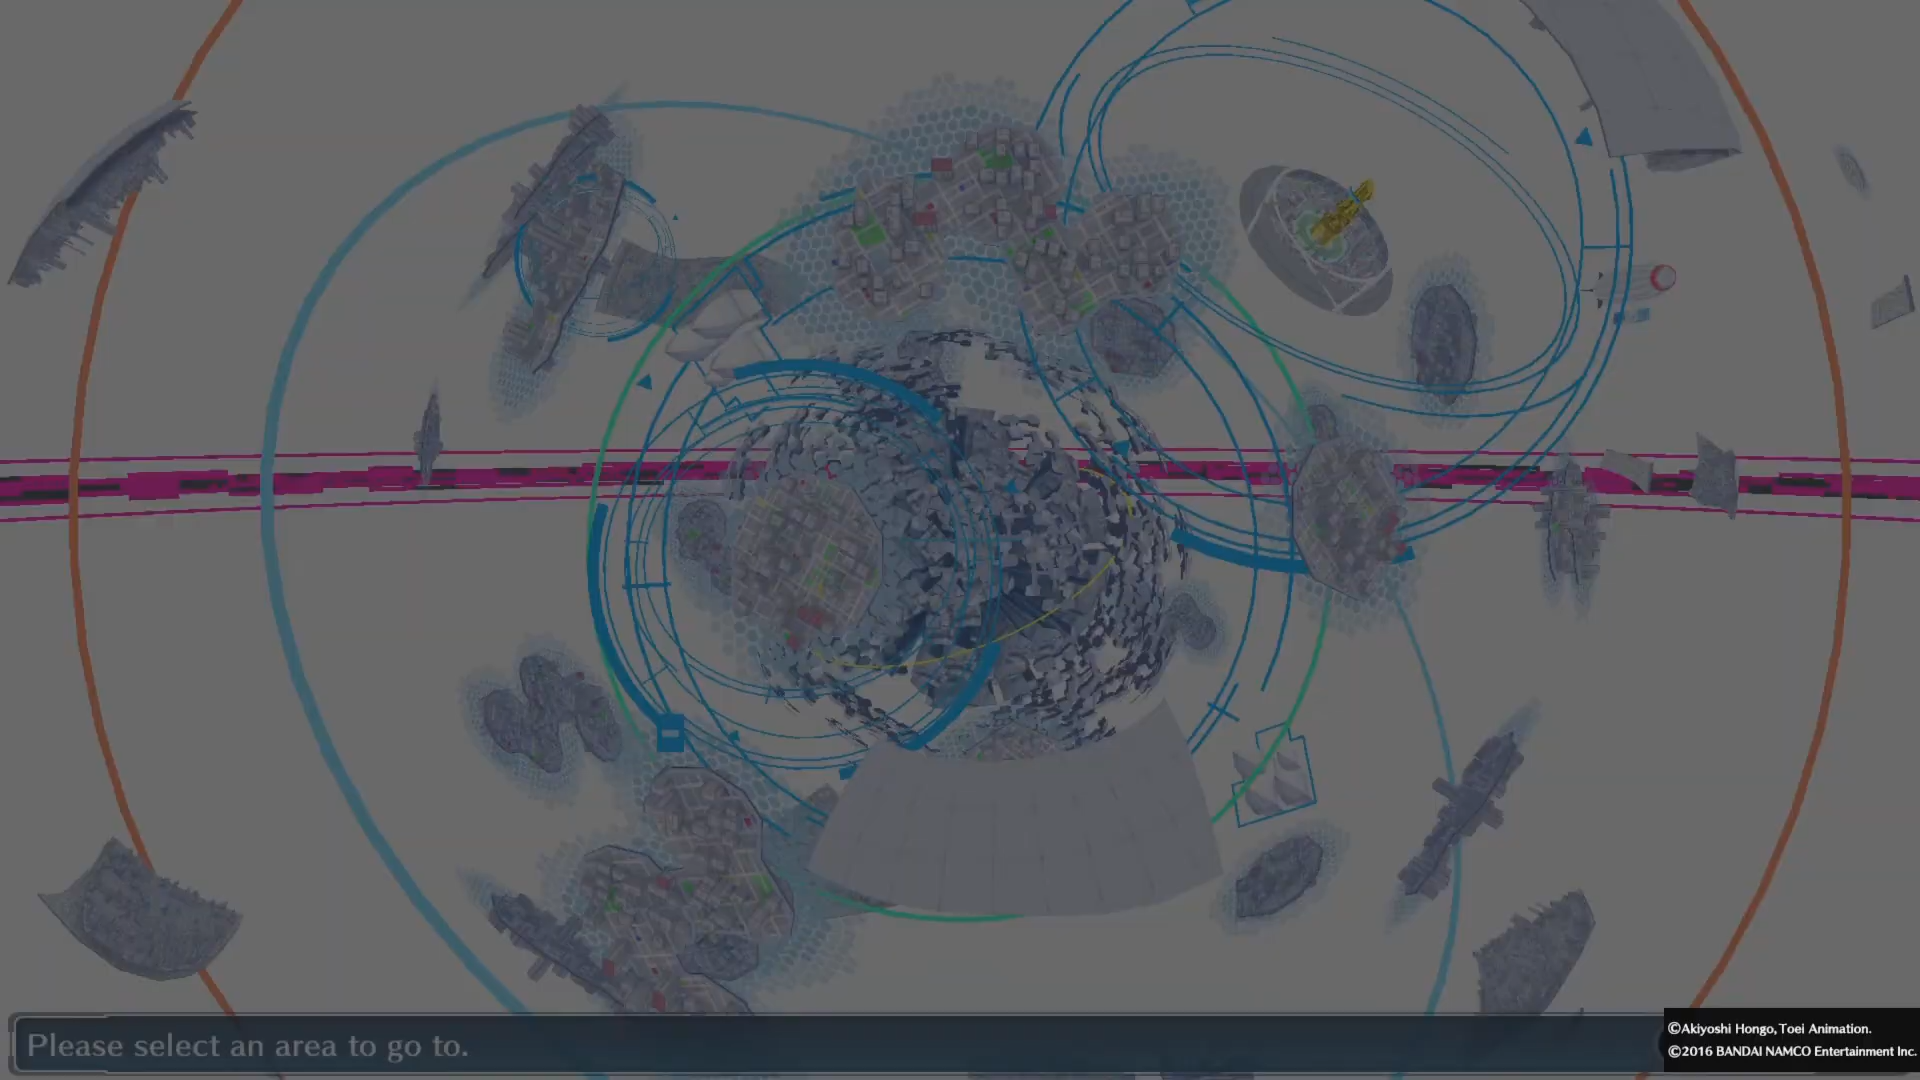 Please select an area to go to.
©Akiyoshi Hongo, Toei Animation.
©2016 BANDAI NAMCO Entertainment Inc.